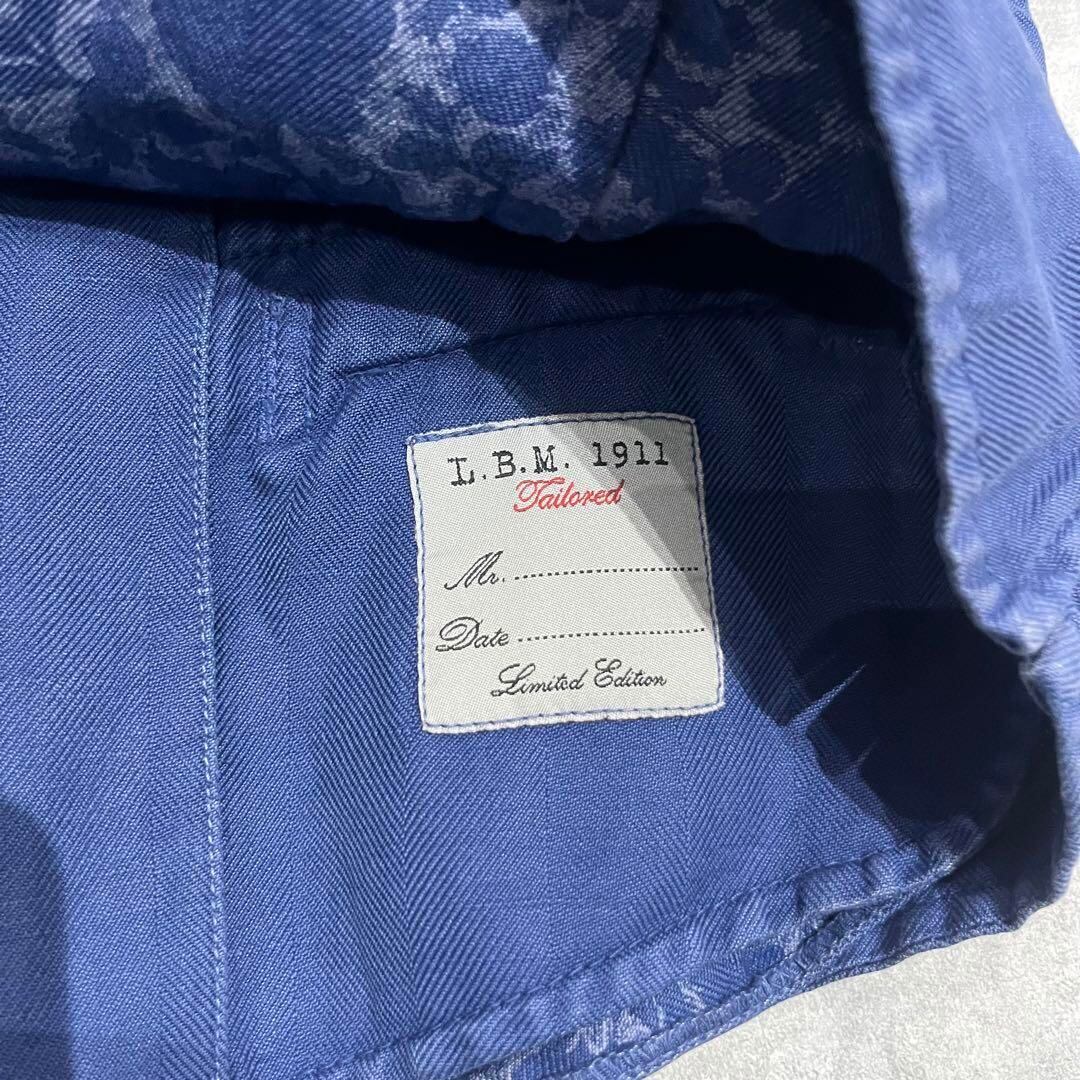 L.B.M. 1911
Tailored
Mr. ........................
Date ........................
Limited Edition